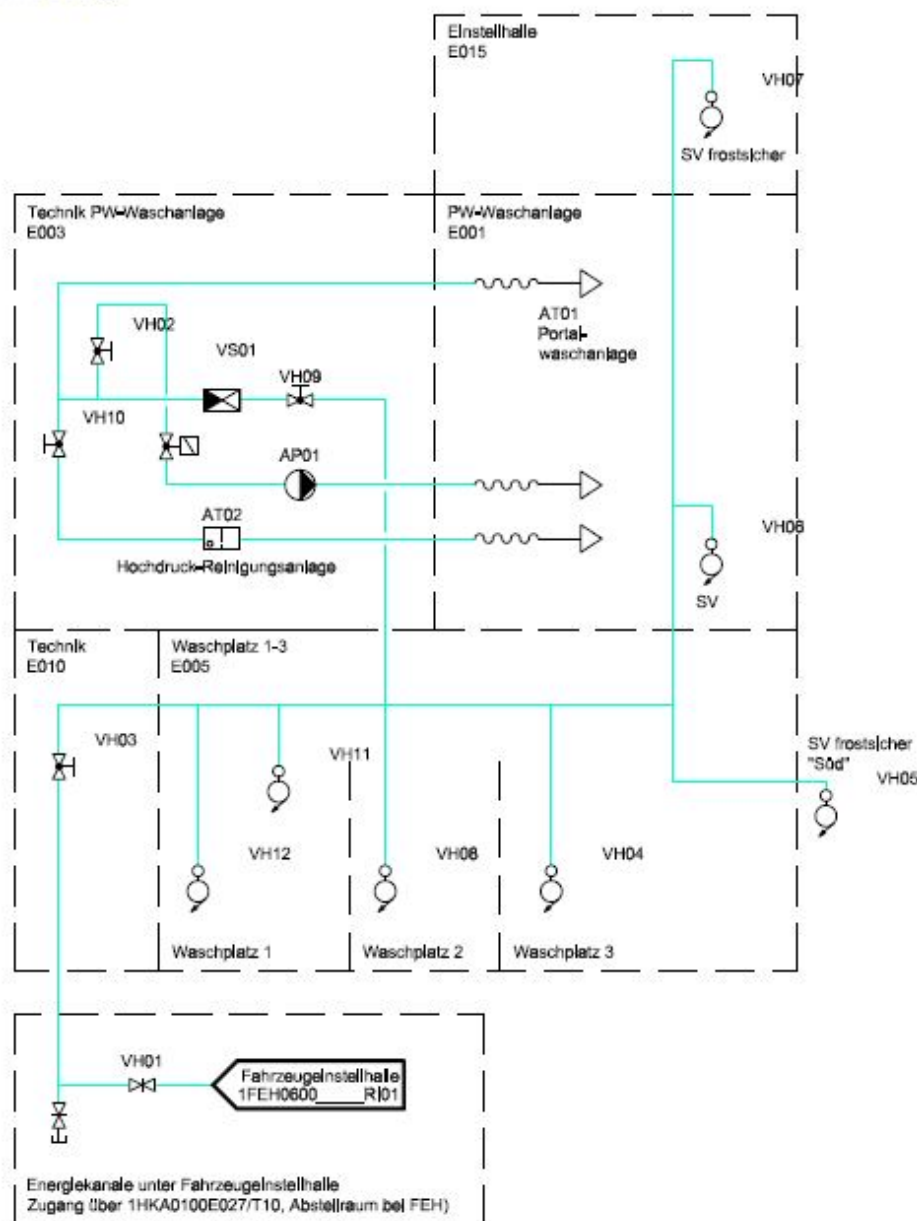 Einstellhalle
E015
VH07
SV frostsicher
Technik PW-Waschanlage
E003
PW-Waschanlage
E001
VH02
VS01
VH09
AT01
Portal-
waschanlage
VH10
AP01
AT02
Hochdruck-Reinigungsanlage
VH06
SV
Technik
E010
Waschplatz 1-3
E005
VH03
VH11
SV frostsicher
"Süd"
VH05
VH12
VH08
VH04
Waschplatz 1
Waschplatz 2
Waschplatz 3
VH01
Fahrzeugeinstellhalle
1FEH0600_____RI01
Energiekanäle unter Fahrzeugeinstellhalle
Zugang über 1HKA0100E027/T10, Abstellraum bei FEH)